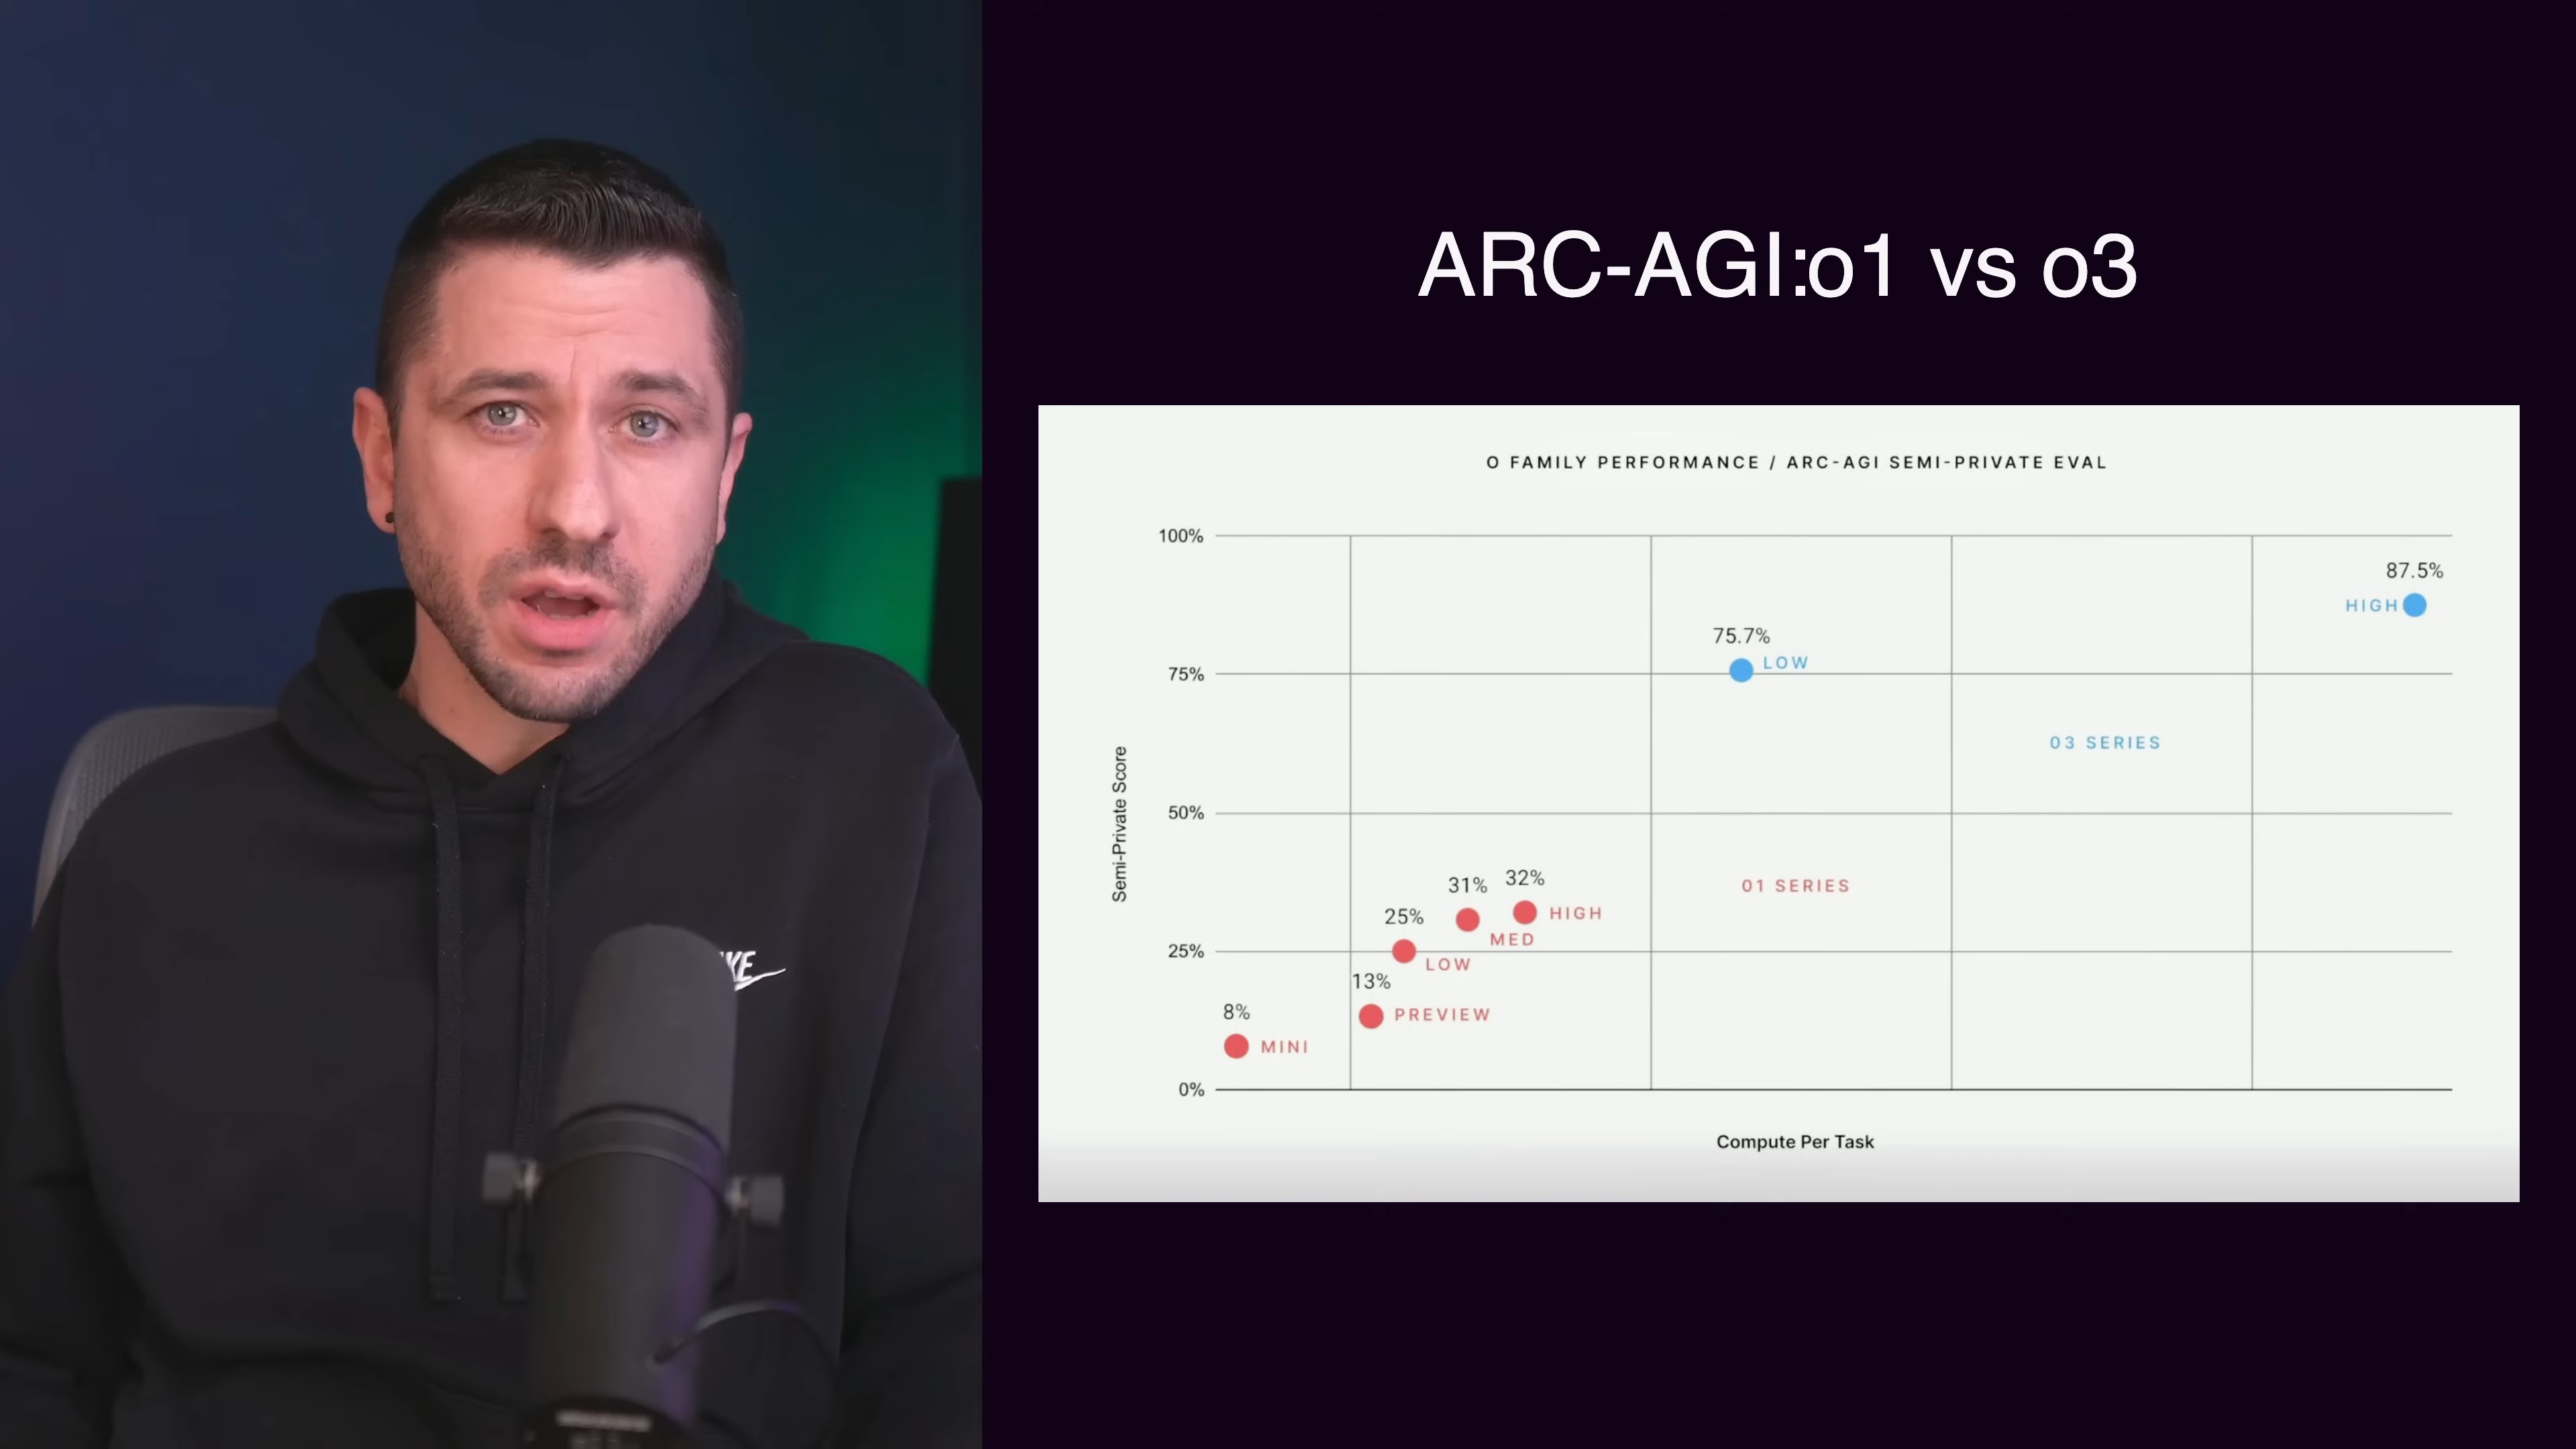 ARC-AGI:o1 vs o3
O FAMILY PERFORMANCE / ARC-AGI SEMI-PRIVATE EVAL
100%
87.5%
HIGH
75.7%
LOW
75%
03 SERIES
Semi-Private Score
50%
31%
32%
01 SERIES
25%
HIGH
MED
25%
LOW
13%
8%
PREVIEW
MINI
0%
Compute Per Task